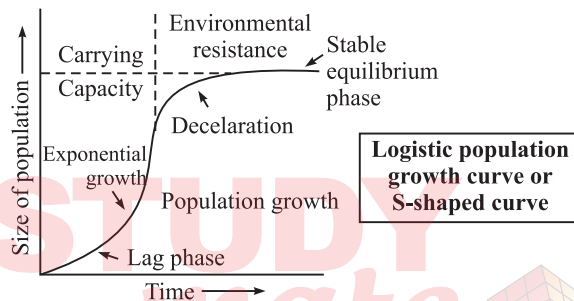 Environmental
resistance
Carrying
Capacity
Stable
equilibrium
phase
Decelaration
Exponential
growth
Population growth
Lag phase
Size of population
Time
Logistic population
growth curve or
S-shaped curve
STUDY